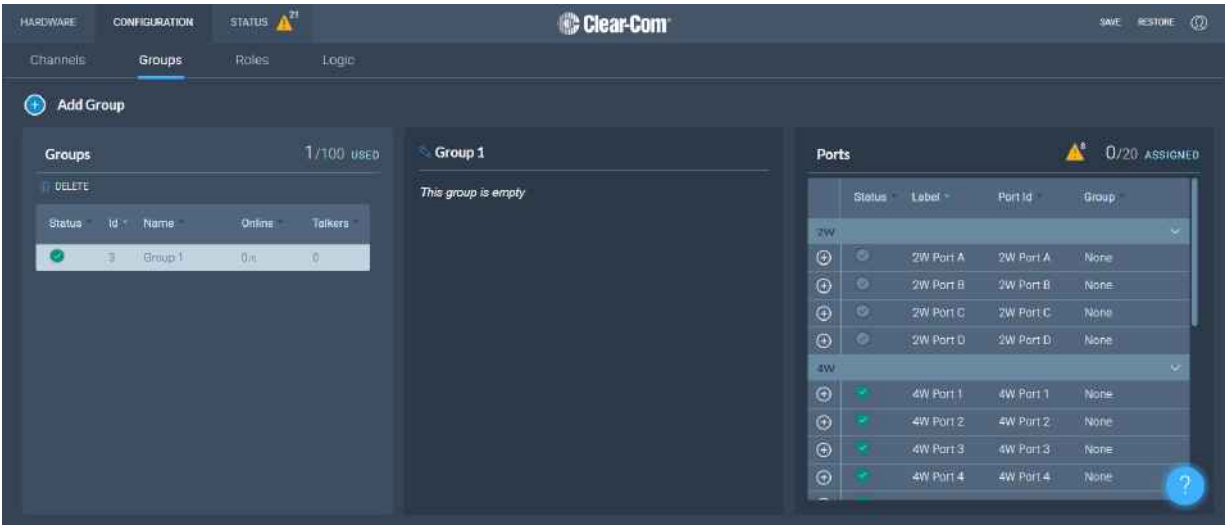 HARDWARE CONFIGURATION STATUS 21 Clear-Com SAVE RESTORE
Channels Groups Roles Logic
Add Group
Groups 1/100 USED
DELETE
Status Id Name Online Talkers
3 Group 1 0 0
Group 1
This group is empty
Ports 8 0/20 ASSIGNED
Status Label Port Id Group
2W
2W Port A 2W Port A None
2W Port B 2W Port B None
2W Port C 2W Port C None
2W Port D 2W Port D None
4W
4W Port 1 4W Port 1 None
4W Port 2 4W Port 2 None
4W Port 3 4W Port 3 None
4W Port 4 4W Port 4 None
?